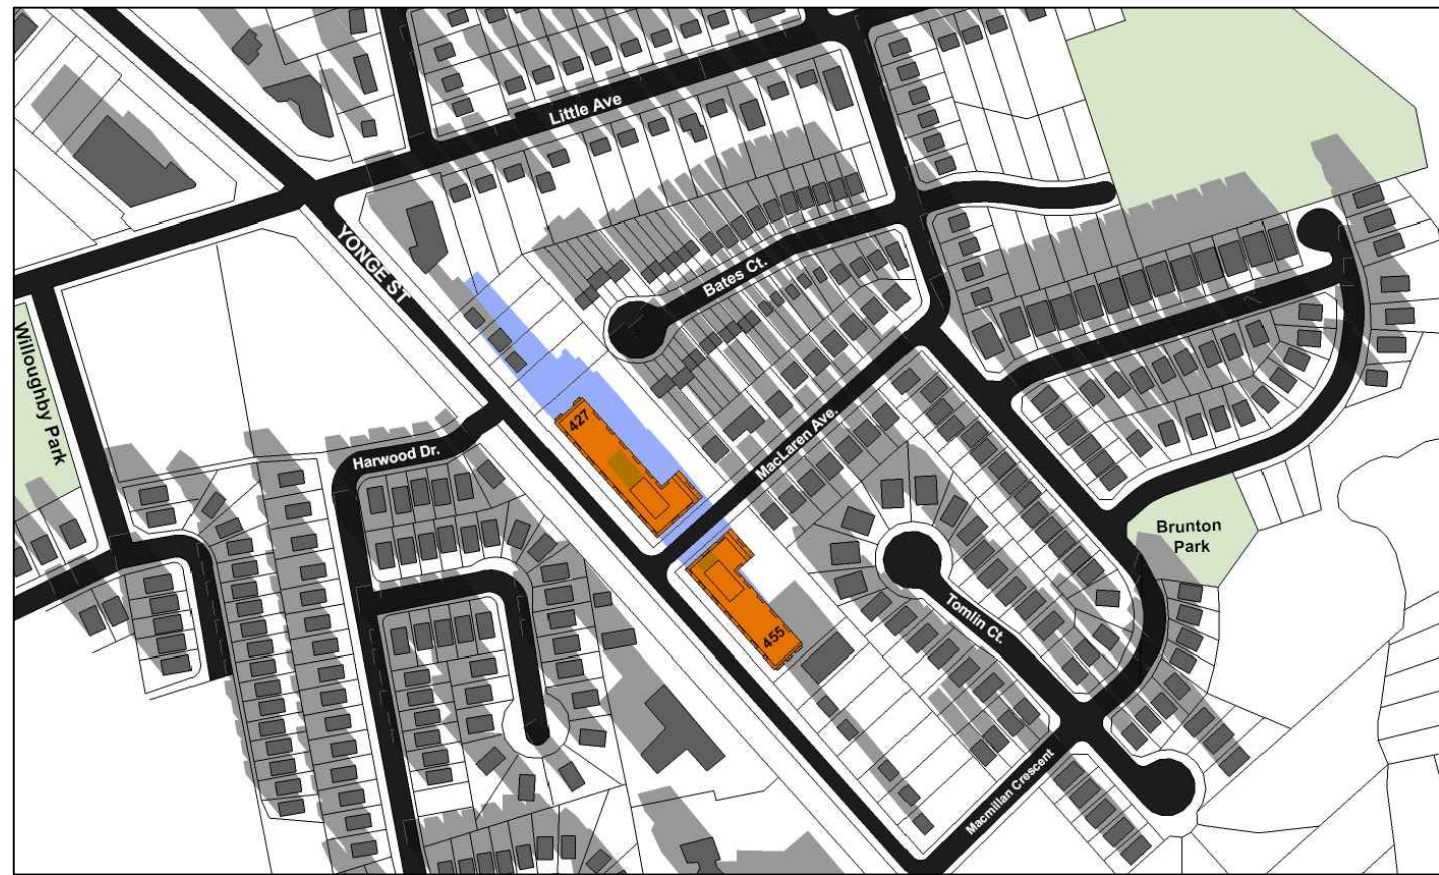 Little Ave
YONGE ST
Bates Ct.
Willoughby Park
427
MacLaren Ave.
Harwood Dr.
Brunton
Park
Tomlin Ct.
455
Macmillan Crescent